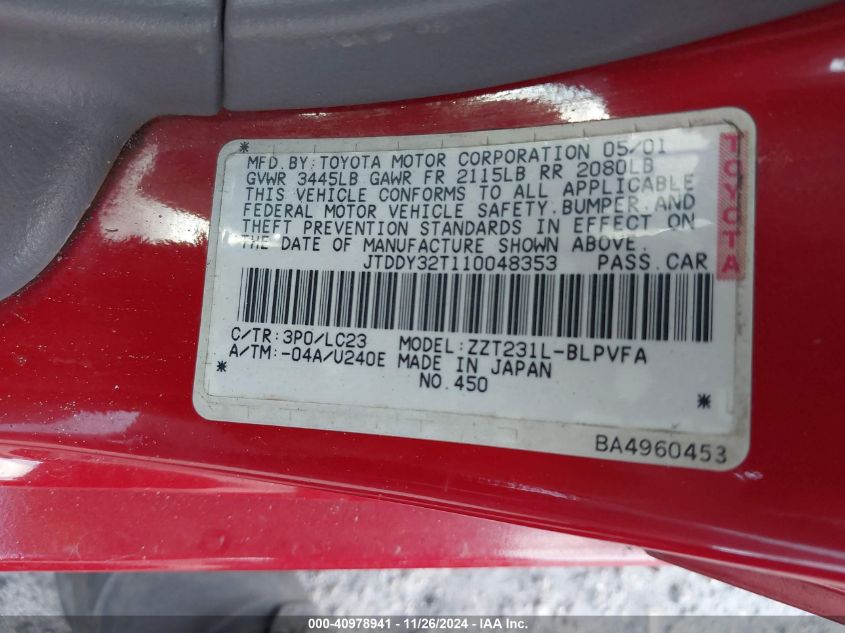 MFD.BY:TOYOTA MOTOR CORPORATION 05/01
GVWR 3445LB GAWR FR 2115LB RR 2080LB
THIS VEHICLE CONFORMS TO ALL APPLICABLE
FEDERAL MOTOR VEHICLE SAFETY.BUMPER.AND
THEFT PREVENTION STANDARDS IN EFFECT ON
THE DATE OF MANUFACTURE SHOWN ABOVE.
JTDDY32T110048353 PASS.CAR
TOYOTA
C/TR:3P0/LC23 MODEL:ZZT231L-BLPVFA
A/TM:-04A/U240E MADE IN JAPAN
NO.450
BA4960453
000-40978941 - 11/26/2024 - IAA Inc.